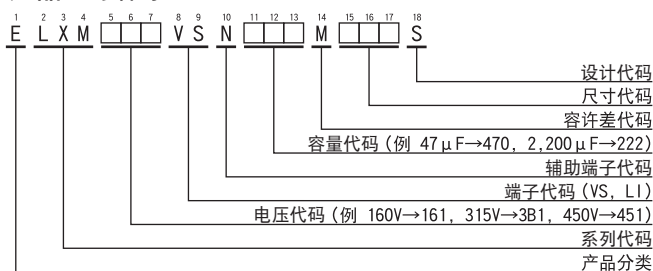 1 2 3 4 5 6 7 8 9 10 11 12 13 14 15 16 17 18
E LXM □□□ VS N □□□ M □□□ S
设计代码
尺寸代码
容许差代码
容量代码(例 47μF→470, 2,200μF→222)
辅助端子代码
端子代码(VS, LI)
电压代码(例 160V→161, 315V→3B1, 450V→451)
系列代码
产品分类